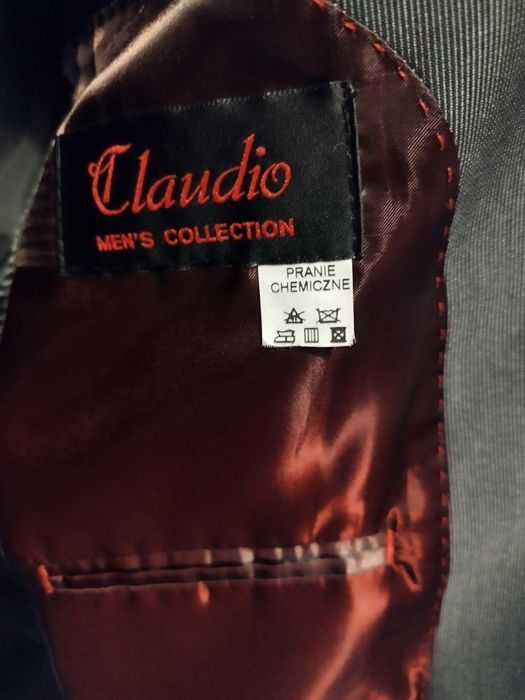 Claudio
MEN'S COLLECTION
PRANIE
CHEMICZNE